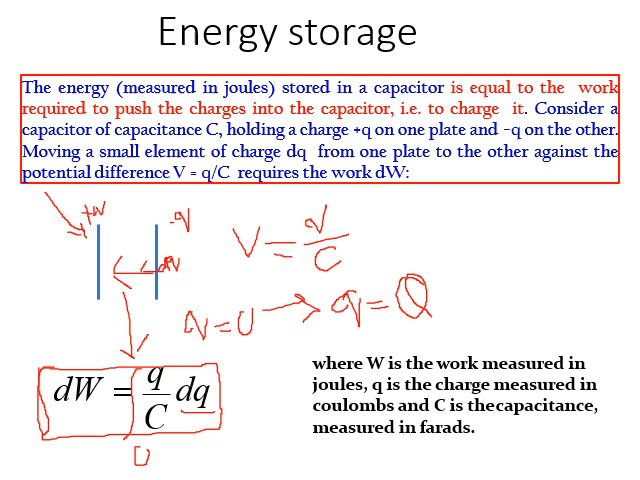 Energy storage
The energy (measured in joules) stored in a capacitor is equal to the work
required to push the charges into the capacitor, i.e. to charge it. Consider a
capacitor of capacitance C, holding a charge +q on one plate and -q on the other.
Moving a small element of charge dq from one plate to the other against the
potential difference V = q/C requires the work dW:
+q
-q
dq
V = q/C
q = 0 → q = Q
dW = q/C dq
where W is the work measured in
joules, q is the charge measured in
coulombs and C is thecapacitance,
measured in farads.